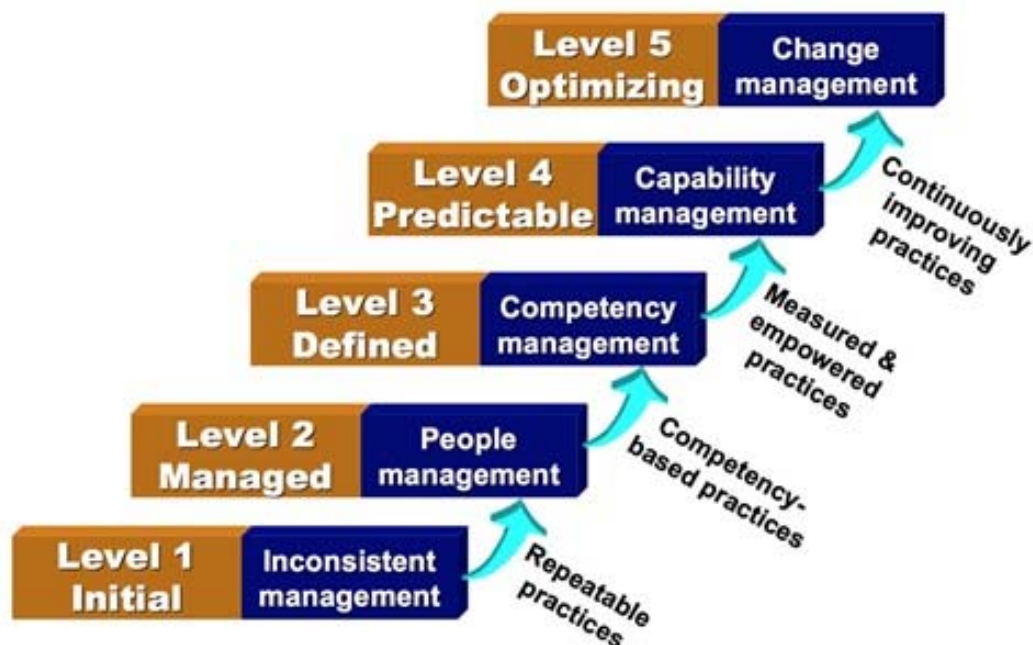 Level 5
Optimizing
Change
management
Level 4
Predictable
Capability
management
Continuously
improving
practices
Level 3
Defined
Competency
management
Measured &
empowered
practices
Level 2
Managed
People
management
Competency-
based practices
Level 1
Initial
Inconsistent
management
Repeatable
practices